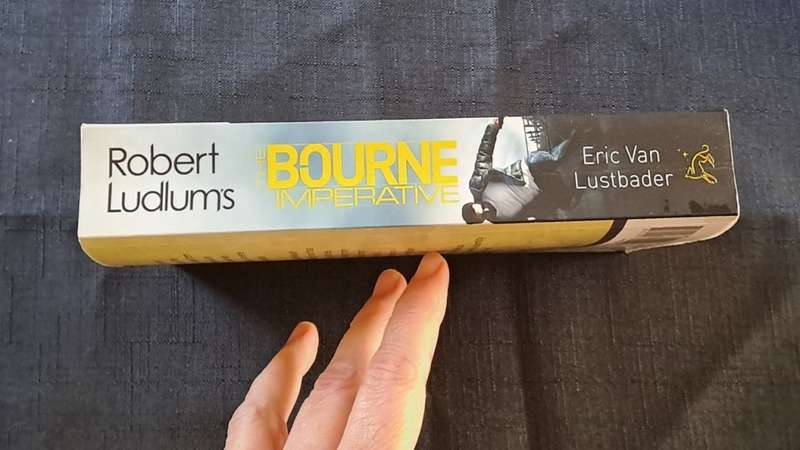 Robert
Ludlum's
THE
BOURNE
IMPERATIVE
Eric Van
Lustbader